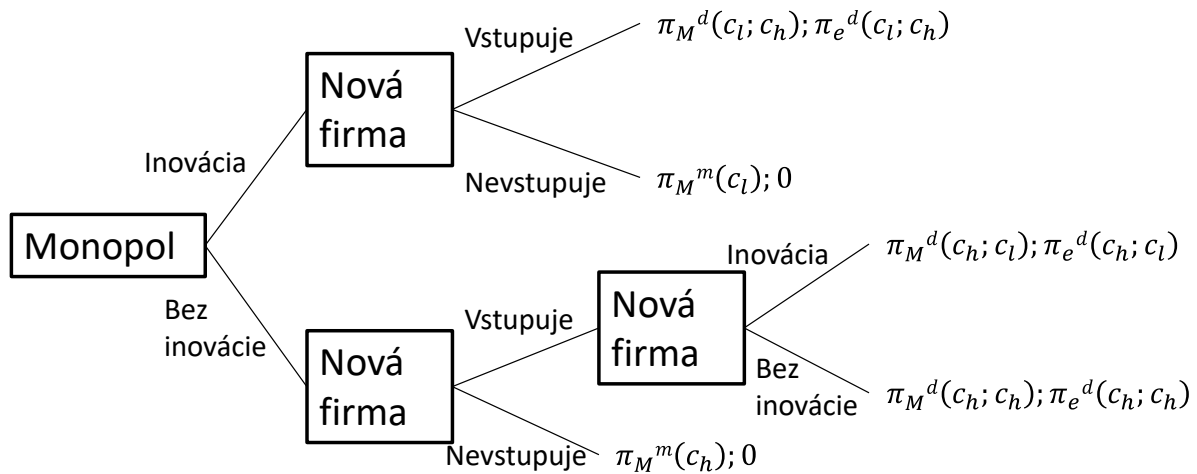 Vstupuje
π_M^d(c_l; c_h); π_e^d(c_l; c_h)
Nová
firma
Inovácia
Nevstupuje
π_M^m(c_l); 0
Monopol
Inovácia
π_M^d(c_h; c_l); π_e^d(c_h; c_l)
Bez
inovácie
Vstupuje
Nová
firma
Nová
firma
Bez
inovácie
π_M^d(c_h; c_h); π_e^d(c_h; c_h)
Nevstupuje
π_M^m(c_h); 0